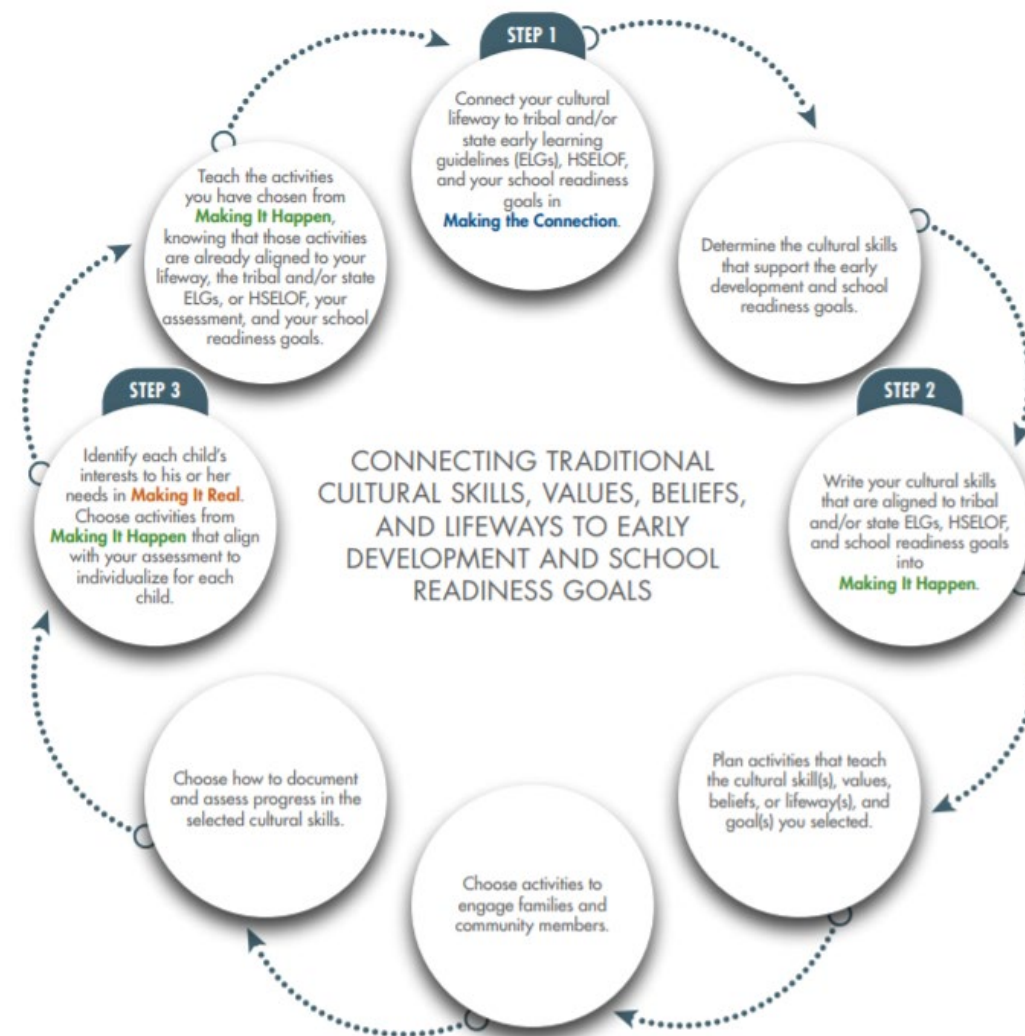 STEP 1
Connect your cultural
lifeway to tribal and/or
state early learning
guidelines (ELGs), HSELOF,
and your school readiness
goals in
Making the Connection.
Determine the cultural skills
that support the early
development and school
readiness goals.
STEP 2
Write your cultural skills
that are aligned to tribal
and/or state ELGs, HSELOF,
and school readiness goals
into
Making It Happen.
Plan activities that teach
the cultural skill(s), values,
beliefs, or lifeway(s), and
goal(s) you selected.
Choose activities to
engage families and
community members.
Choose how to document
and assess progress in the
selected cultural skills.
STEP 3
Identify each child's
interests to his or her
needs in Making It Real.
Choose activities from
Making It Happen that align
with your assessment to
individualize for each
child.
Teach the activities
you have chosen from
Making It Happen,
knowing that those activities
are already aligned to your
lifeway, the tribal and/or state
ELGs, or HSELOF, your
assessment, and your school
readiness goals.
CONNECTING TRADITIONAL
CULTURAL SKILLS, VALUES, BELIEFS,
AND LIFEWAYS TO EARLY
DEVELOPMENT AND SCHOOL
READINESS GOALS